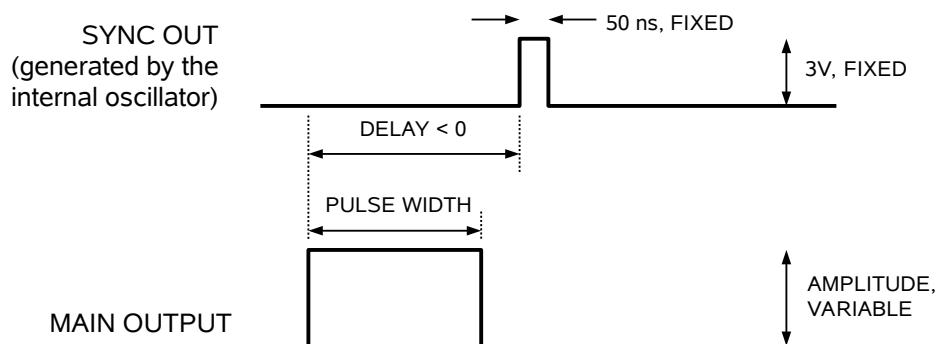 SYNC OUT
(generated by the
internal oscillator)
50 ns, FIXED
3V, FIXED
DELAY < 0
PULSE WIDTH
MAIN OUTPUT
AMPLITUDE,
VARIABLE